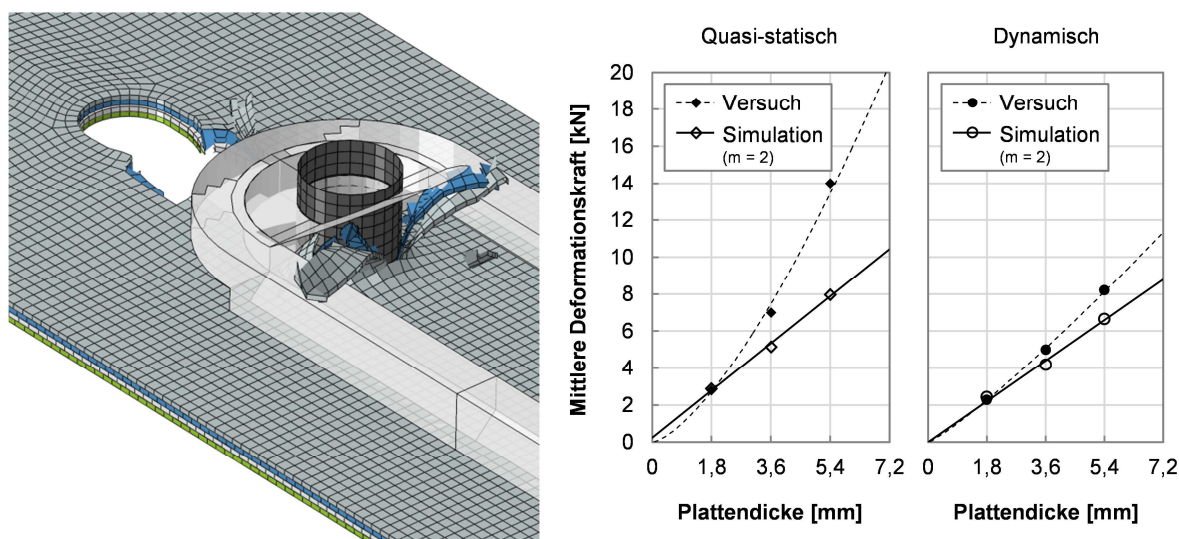 Quasi-statisch
Dynamisch
Mittlere Deformationskraft [kN]
20
18
16
14
12
10
8
6
4
2
0
Versuch
Simulation
(m = 2)
Versuch
Simulation
(m = 2)
0 1,8 3,6 5,4 7,2
0 1,8 3,6 5,4 7,2
Plattendicke [mm]
Plattendicke [mm]